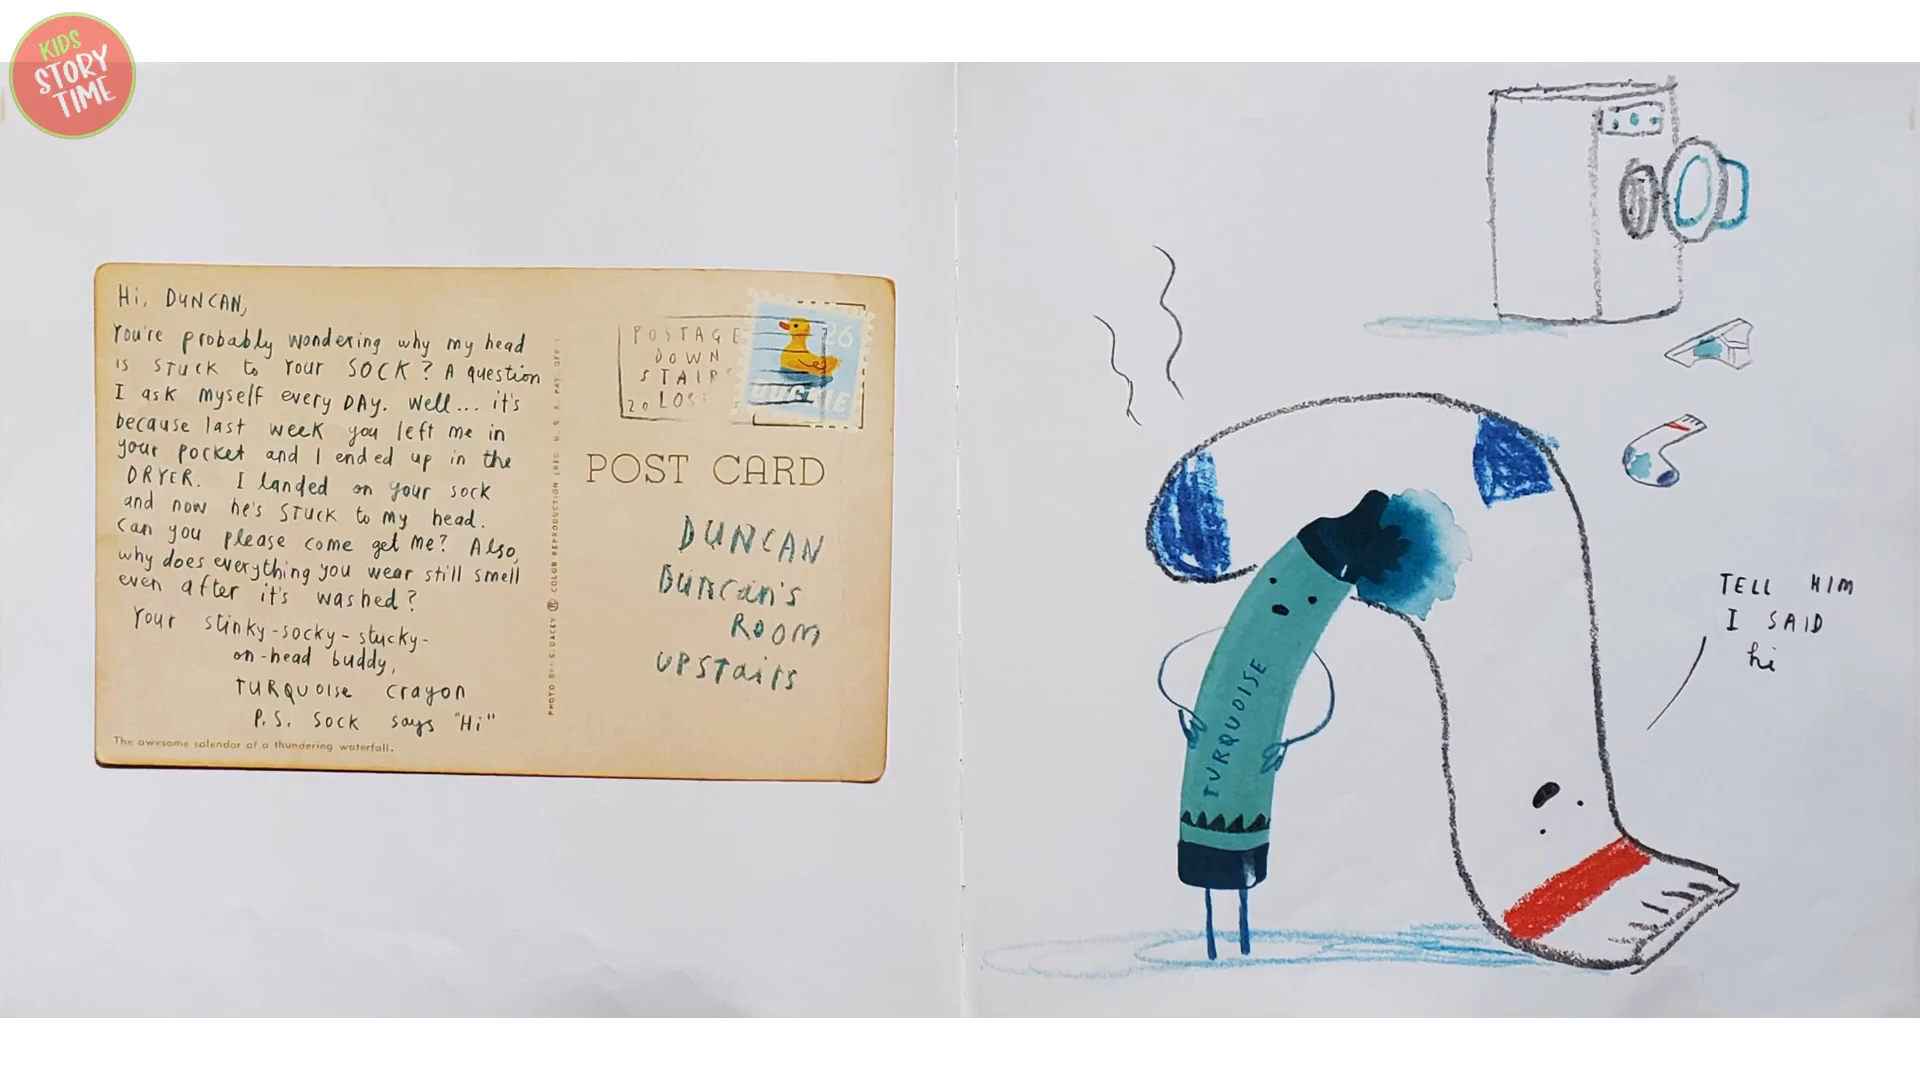 KIDS
STORY
TIME
Hi, DUNCAN,
You're probably wondering why my head
is STUCK to Your SOCK? A question
I ask myself every DAY. Well... it's
because last week you left me in
your pocket and I ended up in the
DRYER. I landed on your sock
and now he's STUCK to my head.
Can you please come get me? Also,
why does everything you wear still smell
even after it's washed?
Your stinky-socky-stucky-
on-head buddy,
TURQUOISE Crayon
P.S. SOCK says "Hi"
The awesome splendor of a thundering waterfall.
COLOR REPRODUCTION
POSTAGE
DOWN
STAIRS
20 LOST
26
DUCKIE
POST CARD
DUNCAN
Duncan's
ROOM
UPSTAIRS
TURQUOISE
TELL HIM
I SAID
hi